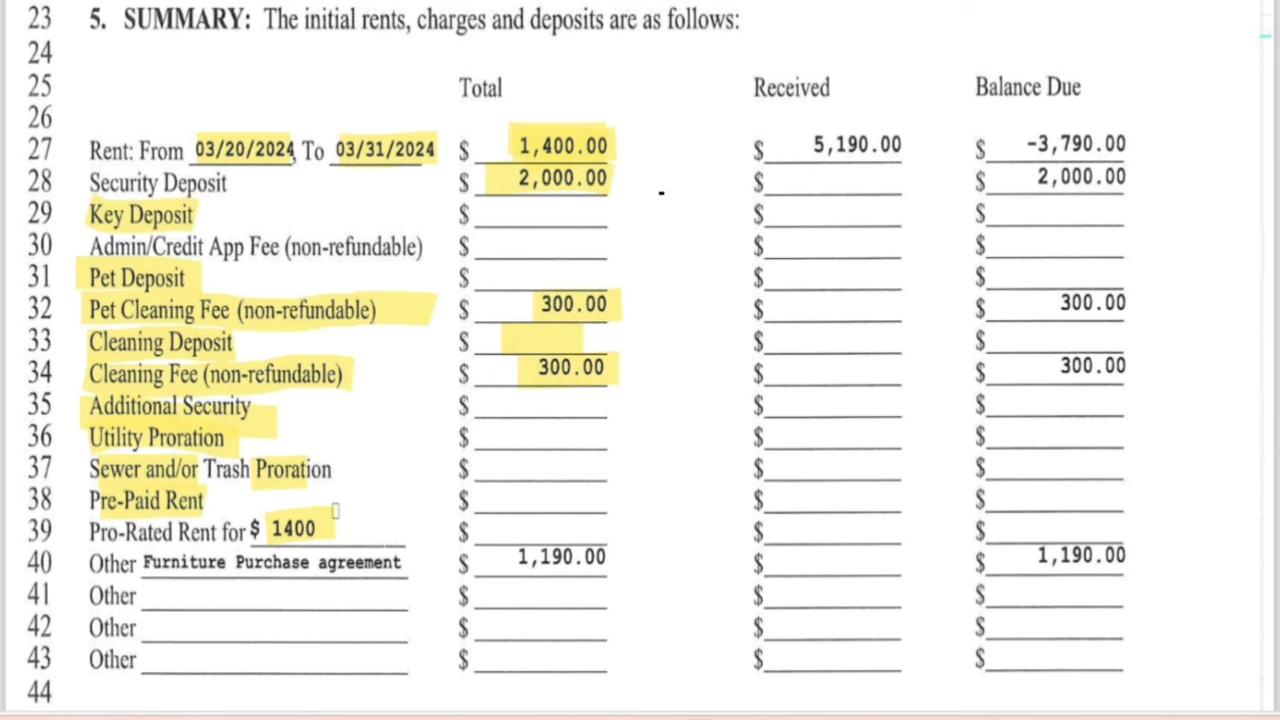 23 5. SUMMARY: The initial rents, charges and deposits are as follows:
24
25 Total Received Balance Due
26
27 Rent: From 03/20/2024, To 03/31/2024 $ 1,400.00 $ 5,190.00 $ -3,790.00
28 Security Deposit $ 2,000.00 $ $ 2,000.00
29 Key Deposit $ $ $
30 Admin/Credit App Fee (non-refundable) $ $ $
31 Pet Deposit $ $ $
32 Pet Cleaning Fee (non-refundable) $ 300.00 $ $ 300.00
33 Cleaning Deposit $ $ $
34 Cleaning Fee (non-refundable) $ 300.00 $ $ 300.00
35 Additional Security $ $ $
36 Utility Proration $ $ $
37 Sewer and/or Trash Proration $ $ $
38 Pre-Paid Rent $ $ $
39 Pro-Rated Rent for $ 1400 $ $ $
40 Other Furniture Purchase agreement $ 1,190.00 $ $ 1,190.00
41 Other $ $ $
42 Other $ $ $
43 Other $ $ $
44